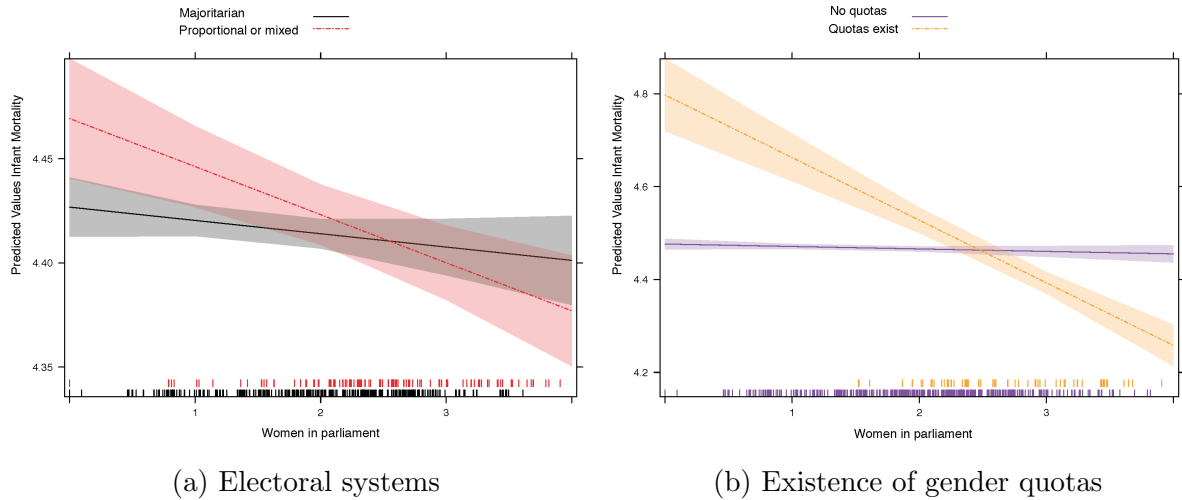 Majoritarian
Proportional or mixed
Predicted Values Infant Mortality
4.45
4.40
4.35
1 2 3
Women in parliament
(a) Electoral systems
No quotas
Quotas exist
Predicted Values Infant Mortality
4.8
4.6
4.4
4.2
1 2 3
Women in parliament
(b) Existence of gender quotas